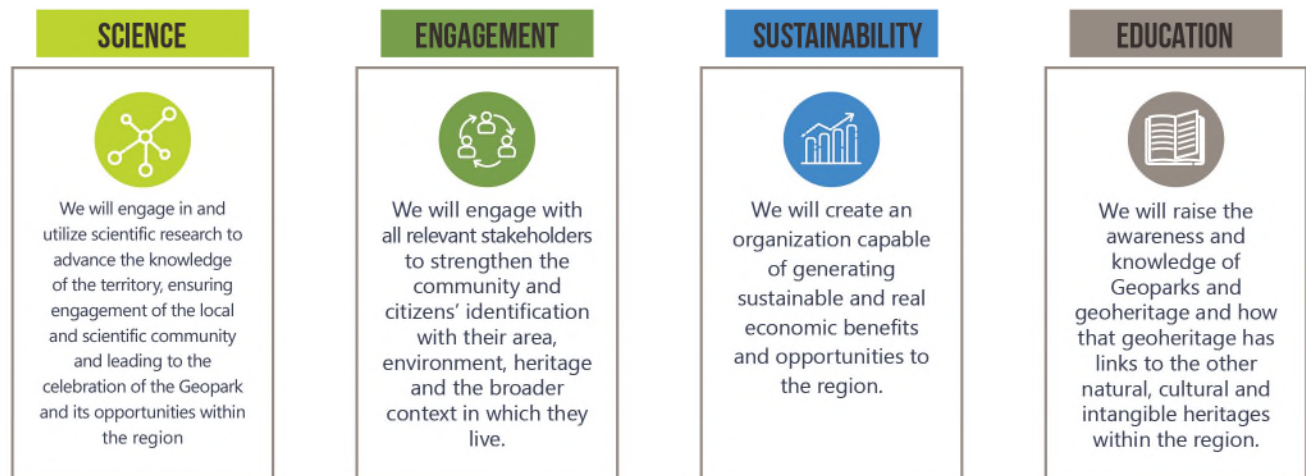 SCIENCE
We will engage in and
utilize scientific research to
advance the knowledge
of the territory, ensuring
engagement of the local
and scientific community
and leading to the
celebration of the Geopark
and its opportunities within
the region
ENGAGEMENT
We will engage with
all relevant stakeholders
to strengthen the
community and
citizens' identification
with their area,
environment, heritage
and the broader
context in which they
live.
SUSTAINABILITY
We will create an
organization capable
of generating
sustainable and real
economic benefits
and opportunities to
the region.
EDUCATION
We will raise the
awareness and
knowledge of
Geoparks and
geoheritage and how
that geoheritage has
links to the other
natural, cultural and
intangible heritages
within the region.